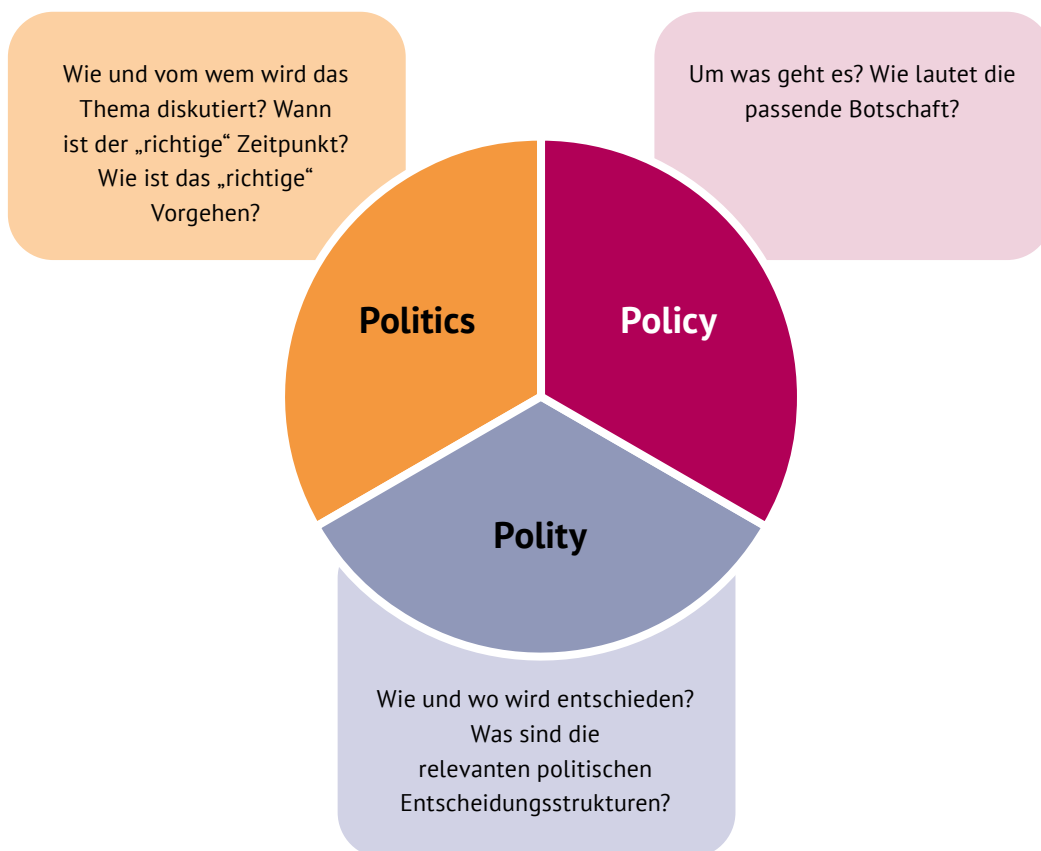 Wie und vom wem wird das
Thema diskutiert? Wann
ist der „richtige“ Zeitpunkt?
Wie ist das „richtige“
Vorgehen?
Um was geht es? Wie lautet die
passende Botschaft?
Politics
Policy
Polity
Wie und wo wird entschieden?
Was sind die
relevanten politischen
Entscheidungsstrukturen?